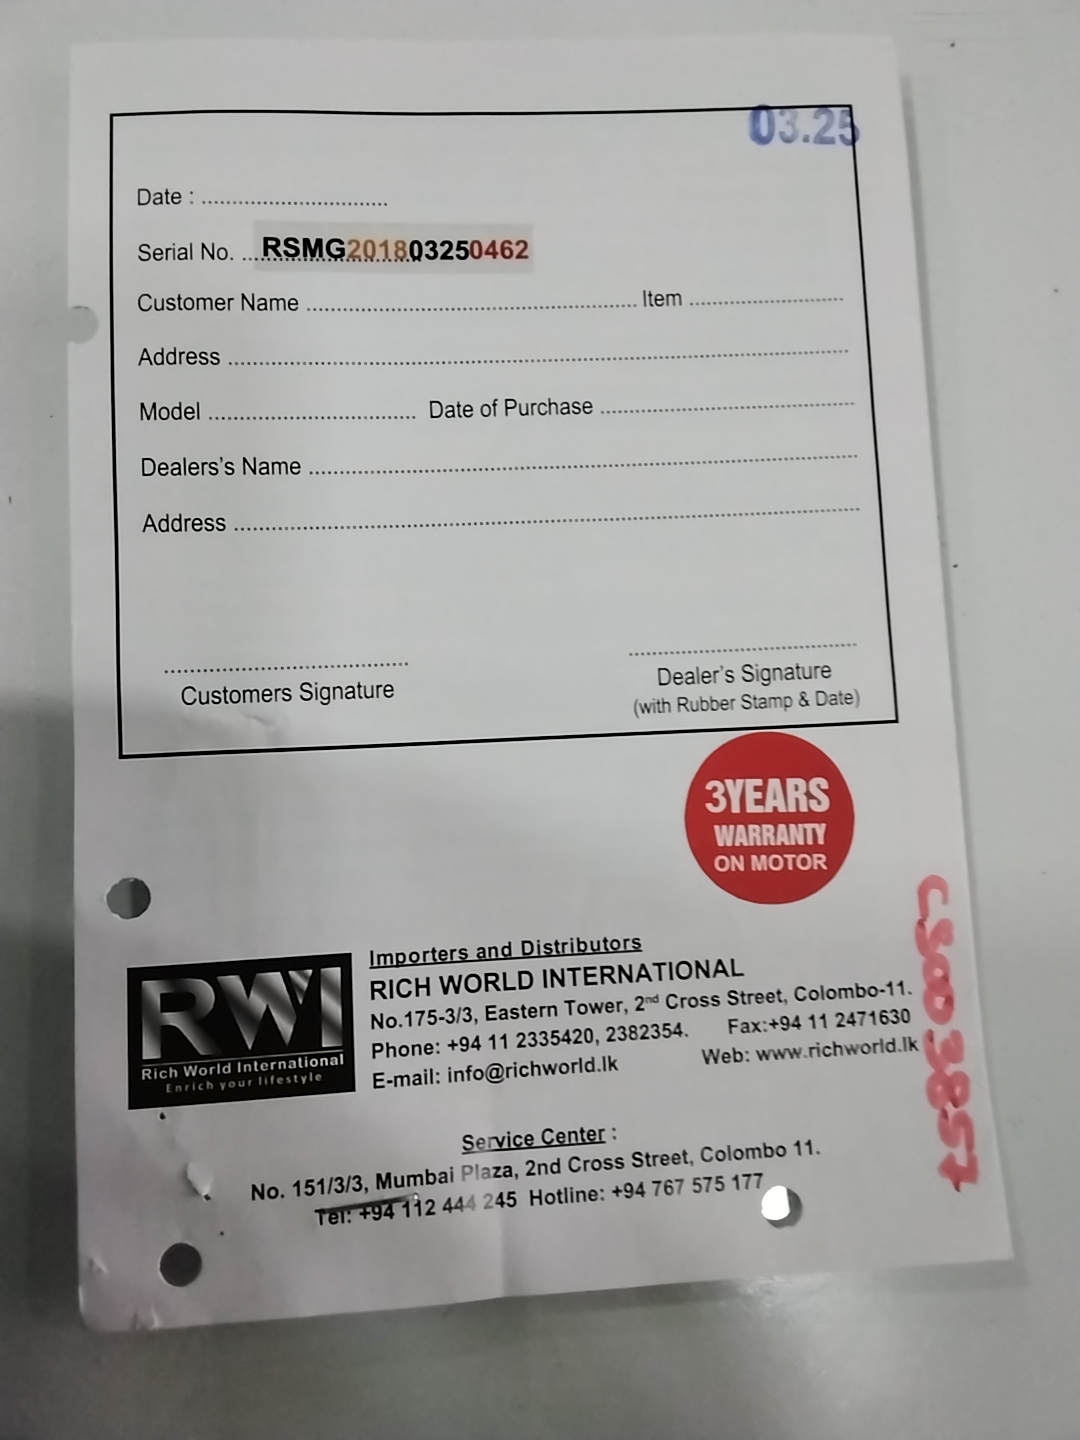 03.25
Date : ................................
Serial No. ...RSMG201803250462
Customer Name ........................................................ Item ..........................
Address ..........................................................................................................
Model ................................... Date of Purchase ...........................................
Dealers's Name .............................................................................................
Address ..........................................................................................................
Customers Signature
Dealer's Signature
(with Rubber Stamp & Date)
3YEARS
WARRANTY
ON MOTOR
RWI
Rich World International
Enrich your lifestyle
Importers and Distributors
RICH WORLD INTERNATIONAL
No.175-3/3, Eastern Tower, 2nd Cross Street, Colombo-11.
Phone: +94 11 2335420, 2382354. Fax:+94 11 2471630
E-mail: info@richworld.lk Web: www.richworld.lk
Service Center :
No. 151/3/3, Mumbai Plaza, 2nd Cross Street, Colombo 11.
Tel: +94 112 444 245 Hotline: +94 767 575 177
CS003857